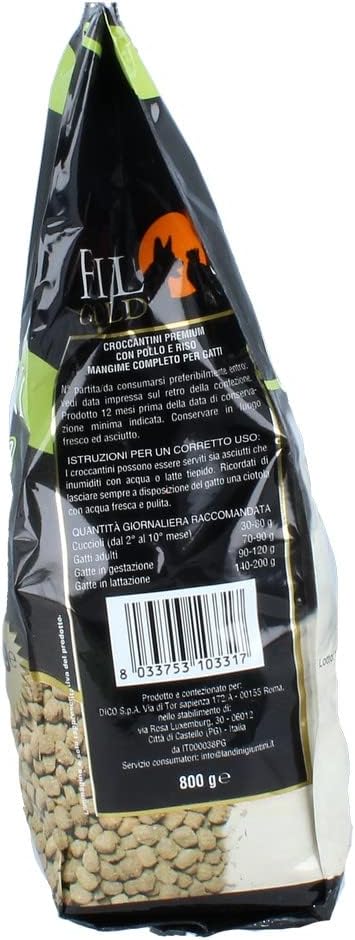 FILL
GOLD
CROCCANTINI PREMIUM
CON POLLO E RISO
MANGIME COMPLETO PER GATTI
N° partita/da consumarsi preferibilmente entro:
Vedi data impressa sul retro della confezione.
Prodotto 12 mesi prima della data di conserva-
zione minima indicata. Conservare in luogo
fresco ed asciutto.
ISTRUZIONI PER UN CORRETTO USO:
I croccantini possono essere serviti sia asciutti che
inumiditi con acqua o latte tiepido. Ricordati di
lasciare sempre a disposizione del gatto una ciotola
con acqua fresca e pulita.
QUANTITÀ GIORNALIERA RACCOMANDATA
Cuccioli (dal 2° al 10° mese) 30-80 g
Gatti adulti 70-90 g
Gatte in gestazione 90-120 g
Gatte in lattazione 140-200 g
8 033753 103317
Prodotto e confezionato per:
DICO S.p.A. Via di Tor sapienza 172 A - 00155 Roma.
nello stabilimento di:
via Rosa Luxemburg, 30 - 06012
Città di Castello (PG) - Italia
da IT000038PG
Servizio consumatori: info@landinigiuntini.it
800 g e
del prodotto.